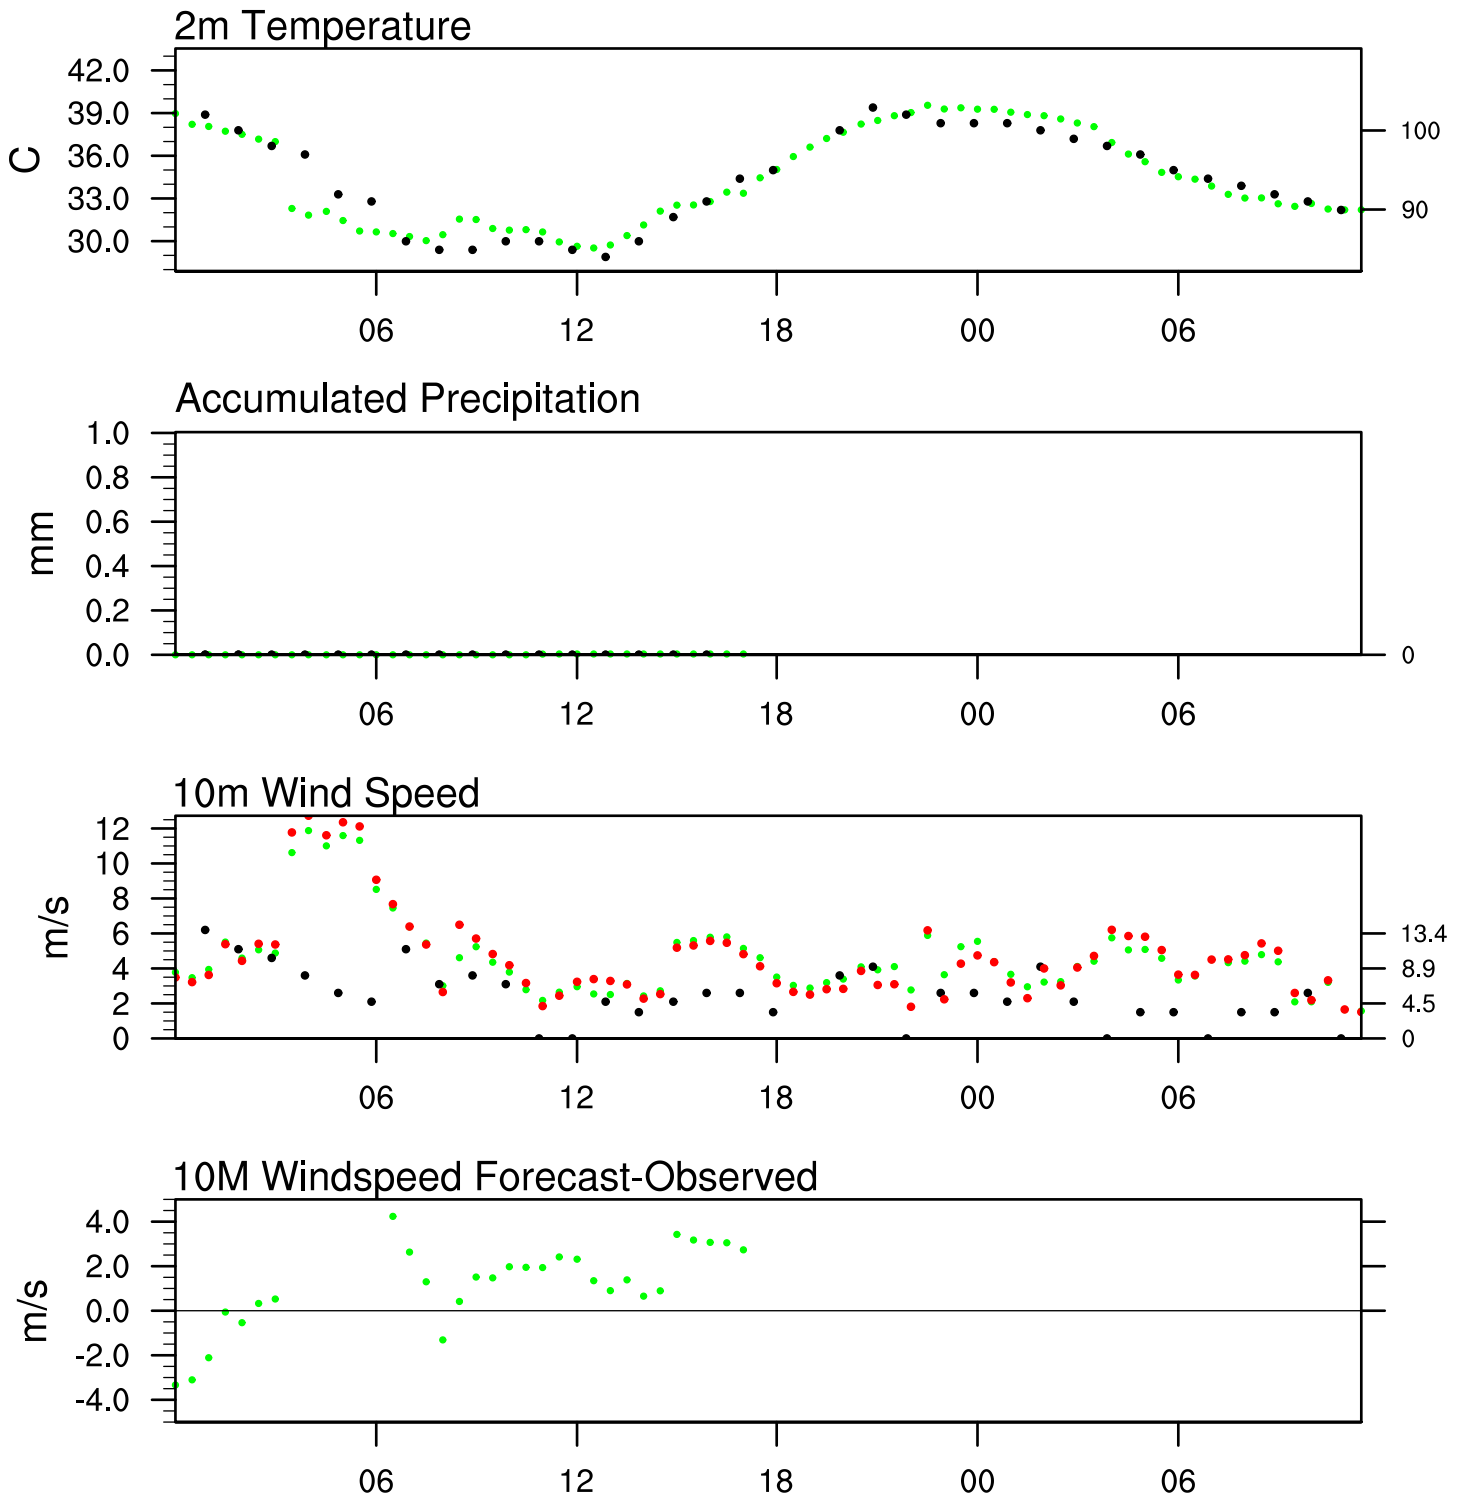 2m Temperature
42.0
39.0
36.0
33.0
30.0
C
100
90
06 12 18 00 06
Accumulated Precipitation
1.0
0.8
0.6
0.4
0.2
0.0
mm
0
06 12 18 00 06
10m Wind Speed
12
10
8
6
4
2
0
m/s
13.4
8.9
4.5
0
06 12 18 00 06
10M Windspeed Forecast-Observed
4.0
2.0
0.0
-2.0
-4.0
m/s
06 12 18 00 06